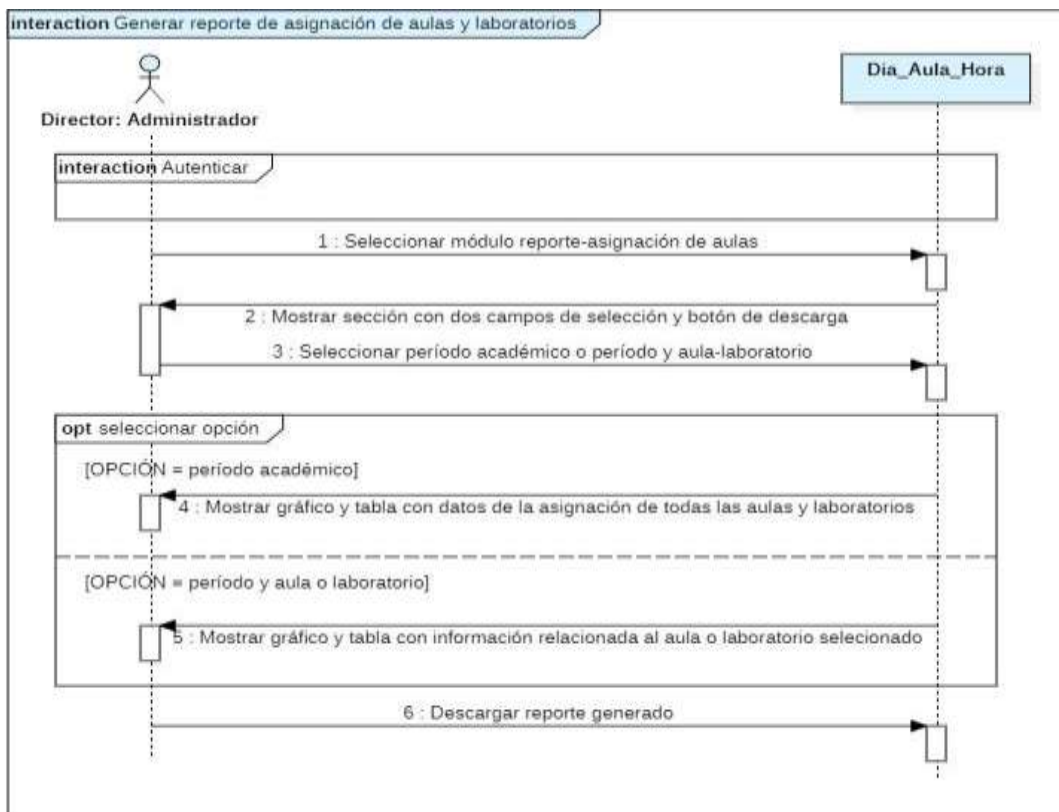 interaction Generar reporte de asignación de aulas y laboratorios
Dia_Aula_Hora
Director: Administrador
interaction Autenticar
1 : Seleccionar módulo reporte-asignación de aulas
2 : Mostrar sección con dos campos de selección y botón de descarga
3 : Seleccionar período académico o período y aula-laboratorio
opt seleccionar opción
[OPCIÓN = período académico]
4 : Mostrar gráfico y tabla con datos de la asignación de todas las aulas y laboratorios
[OPCIÓN = período y aula o laboratorio]
5 : Mostrar gráfico y tabla con información relacionada al aula o laboratorio selecionado
6 : Descargar reporte generado